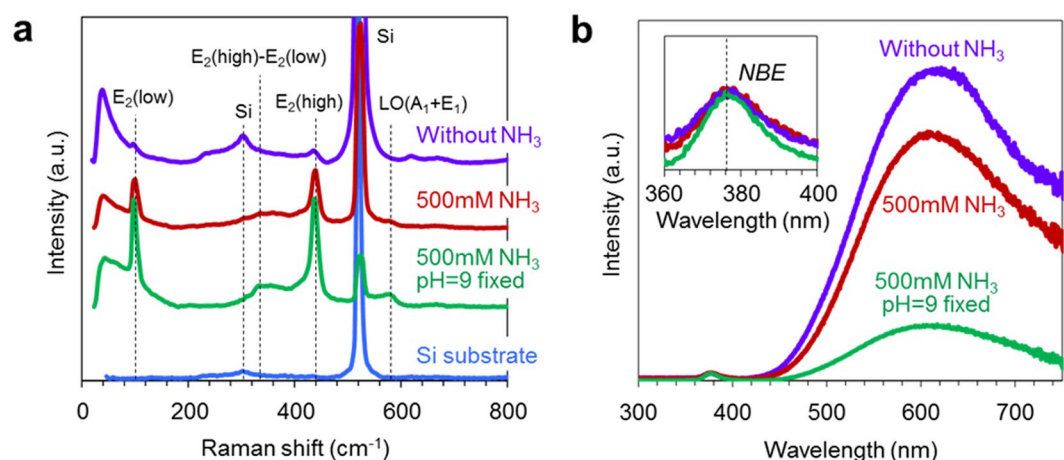 a
Si
E₂(high)-E₂(low)
E₂(low)
Si
E₂(high)
LO(A₁+E₁)
Without NH₃
500mM NH₃
500mM NH₃
pH=9 fixed
Si substrate
Intensity (a.u.)
0 200 400 600 800
Raman shift (cm⁻¹)
b
NBE
360 380 400
Wavelength (nm)
Without NH₃
500mM NH₃
500mM NH₃
pH=9 fixed
Intensity (a.u.)
300 400 500 600 700
Wavelength (nm)